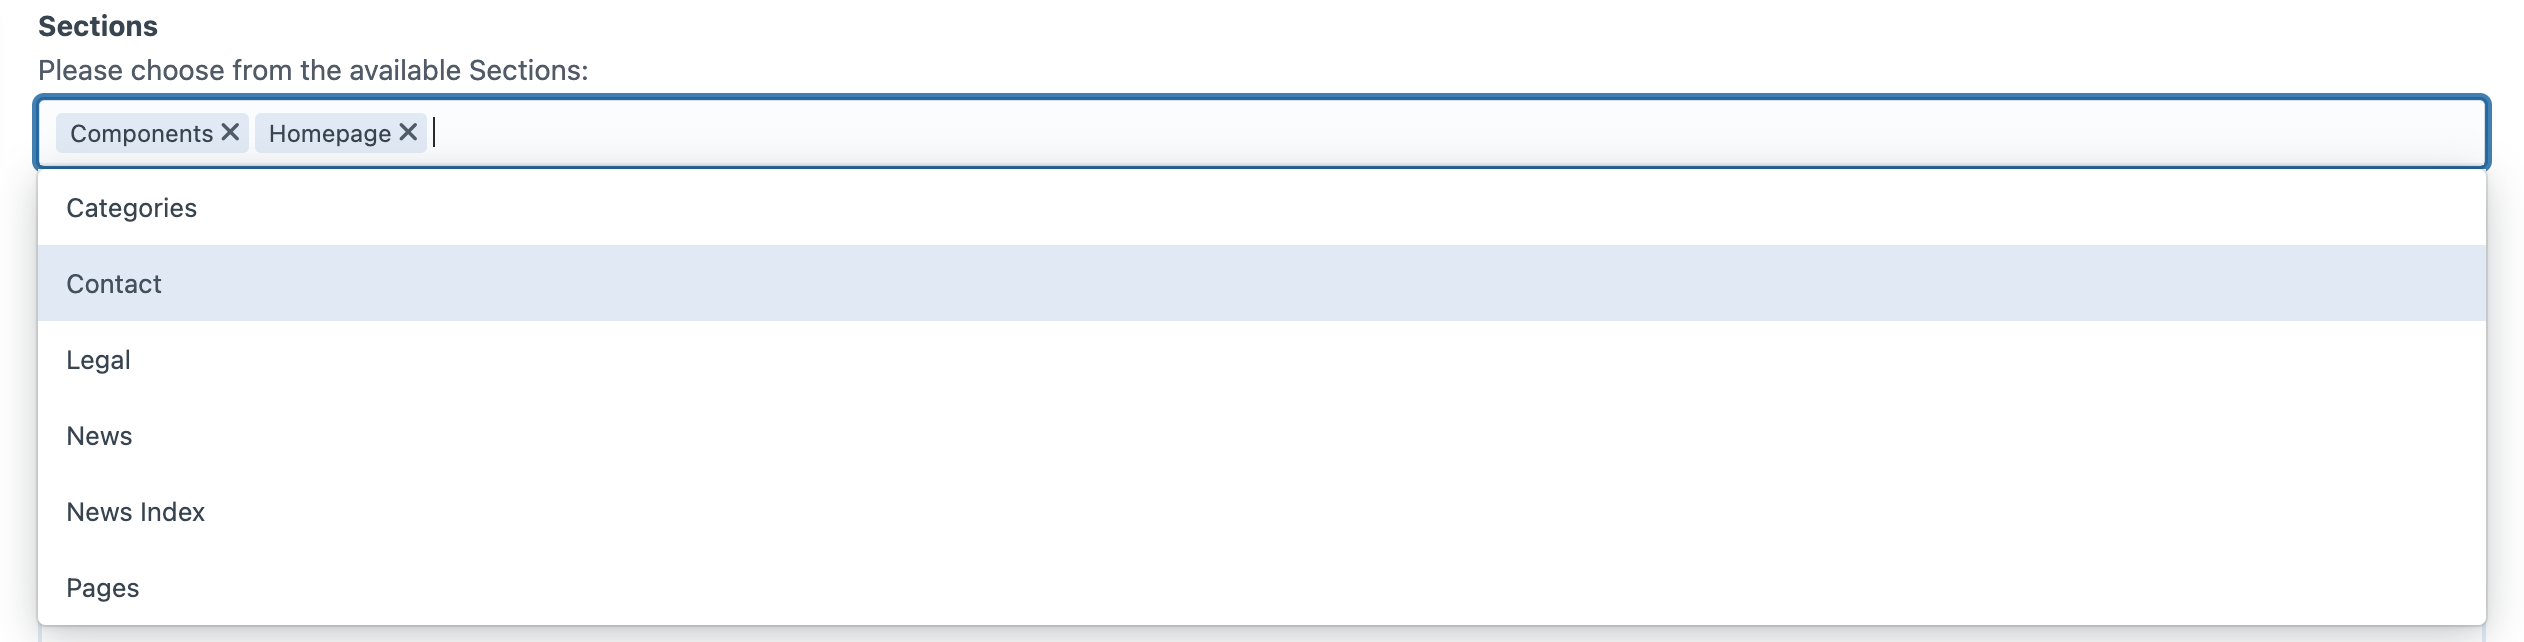 Sections
Please choose from the available Sections:
Components Homepage
Categories
Contact
Legal
News
News Index
Pages